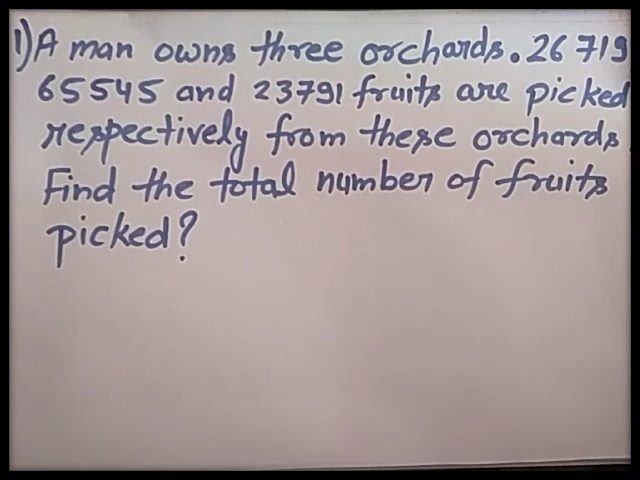 1) A man owns three orchards. 26719
65545 and 23791 fruits are picked
respectively from these orchards.
Find the total number of fruits
picked?